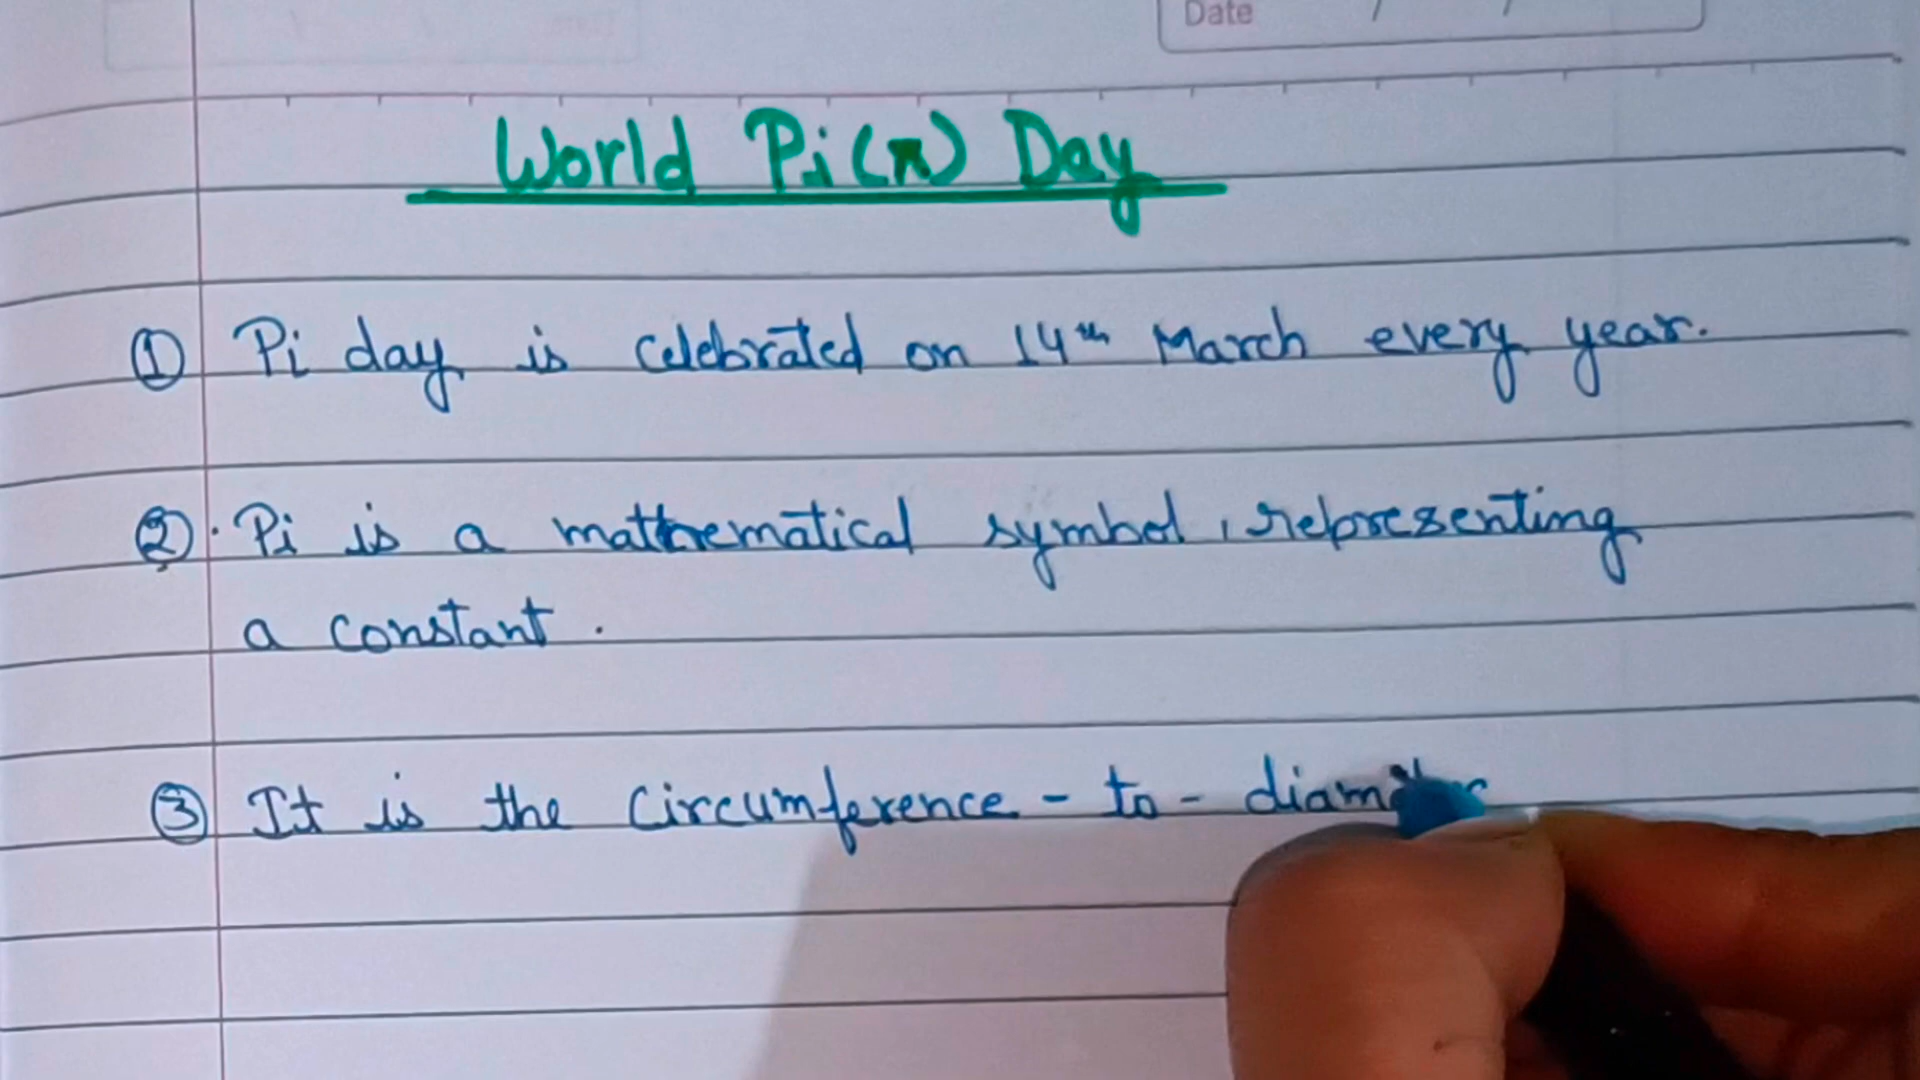 Date / /
World Pi (π) Day
① Pi day is celebrated on 14th March every year.
② . Pi is a mathematical symbol, representing
a constant .
③ It is the circumference - to -